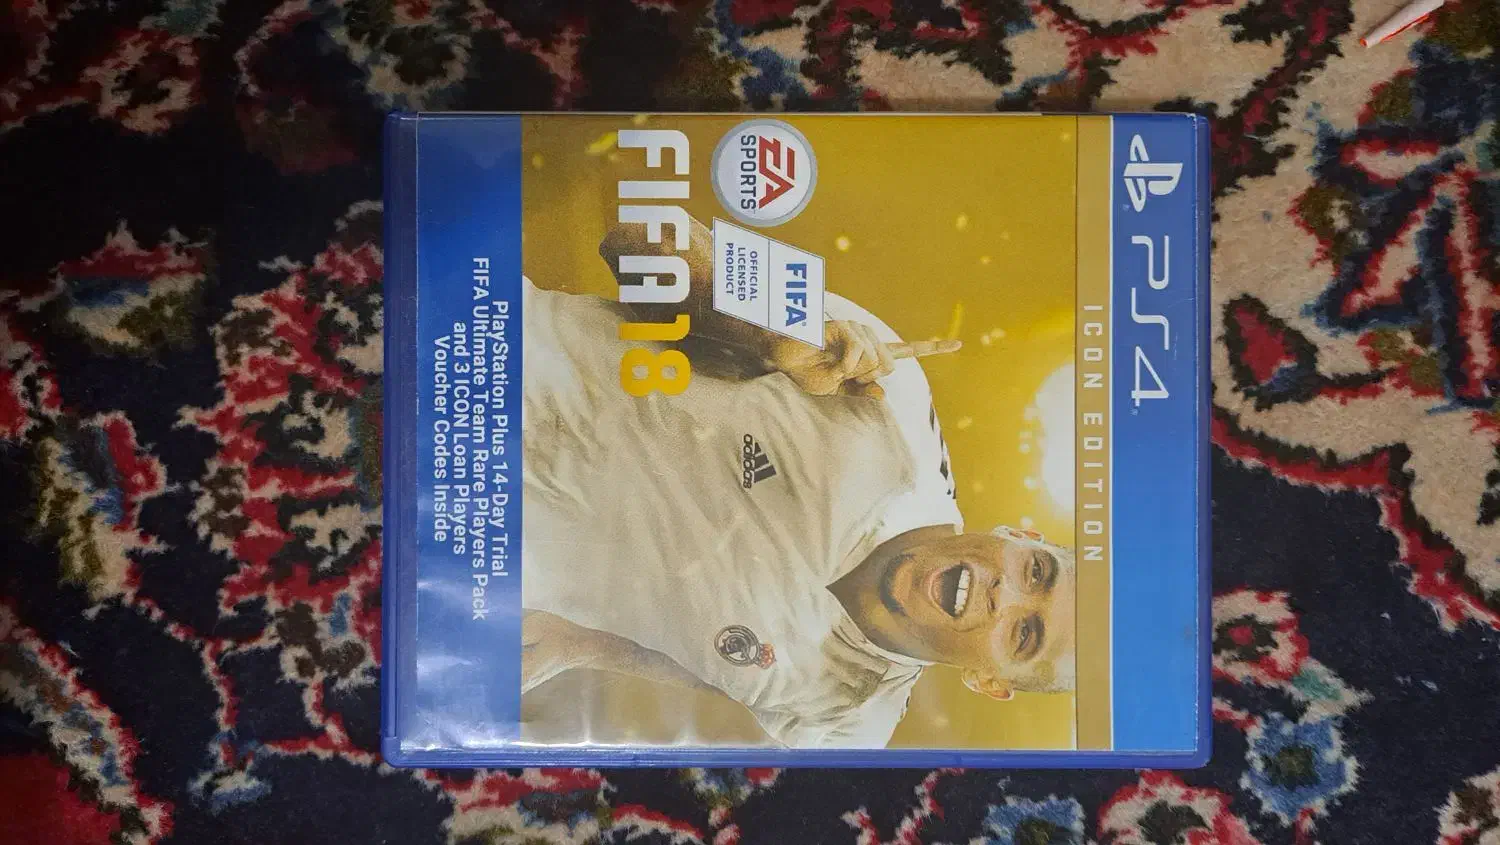 PS4
ICON EDITION
adidas
EA
SPORTS
FIFA
OFFICIAL
LICENSED
PRODUCT
FIFA 18
PlayStation Plus 14-Day Trial
FIFA Ultimate Team Rare Players Pack
and 3 ICON Loan Players
Voucher Codes Inside